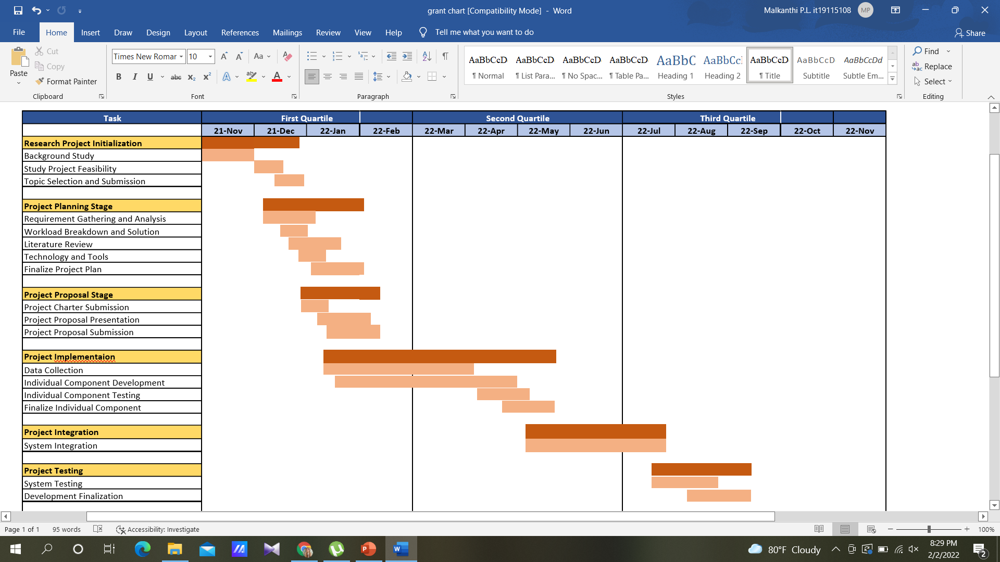 grant chart [Compatibility Mode] - Word
Malkanthi P.L. it19115108
MP
File Home Insert Draw Design Layout References Mailings Review View Help Tell me what you want to do
Share
Paste
Cut
Copy
Format Painter
Clipboard
Times New Romar 10
Aa
B I U abc x₂ x²
Font
Paragraph
AaBbCcD AaBbCcD AaBbCcD AaBbCcD AaBbC AaBbCc AaBbCcD AaBbCcD AaBbCcDd
¶ Normal ¶ List Para... ¶ No Spac... ¶ Table Pa... Heading 1 Heading 2 ¶ Title Subtitle Subtle Em...
Styles
Find
Replace
Select
Editing
Task First Quartile Second Quartile Third Quartile
21-Nov 21-Dec 22-Jan 22-Feb 22-Mar 22-Apr 22-May 22-Jun 22-Jul 22-Aug 22-Sep 22-Oct 22-Nov
Research Project Initialization
Background Study
Study Project Feasibility
Topic Selection and Submission
Project Planning Stage
Requirement Gathering and Analysis
Workload Breakdown and Solution
Literature Review
Technology and Tools
Finalize Project Plan
Project Proposal Stage
Project Charter Submission
Project Proposal Presentation
Project Proposal Submission
Project Implementaion
Data Collection
Individual Component Development
Individual Component Testing
Finalize Individual Component
Project Integration
System Integration
Project Testing
System Testing
Development Finalization
Page 1 of 1 95 words Accessibility: Investigate
100%
80°F Cloudy
8:29 PM
2/2/2022
2